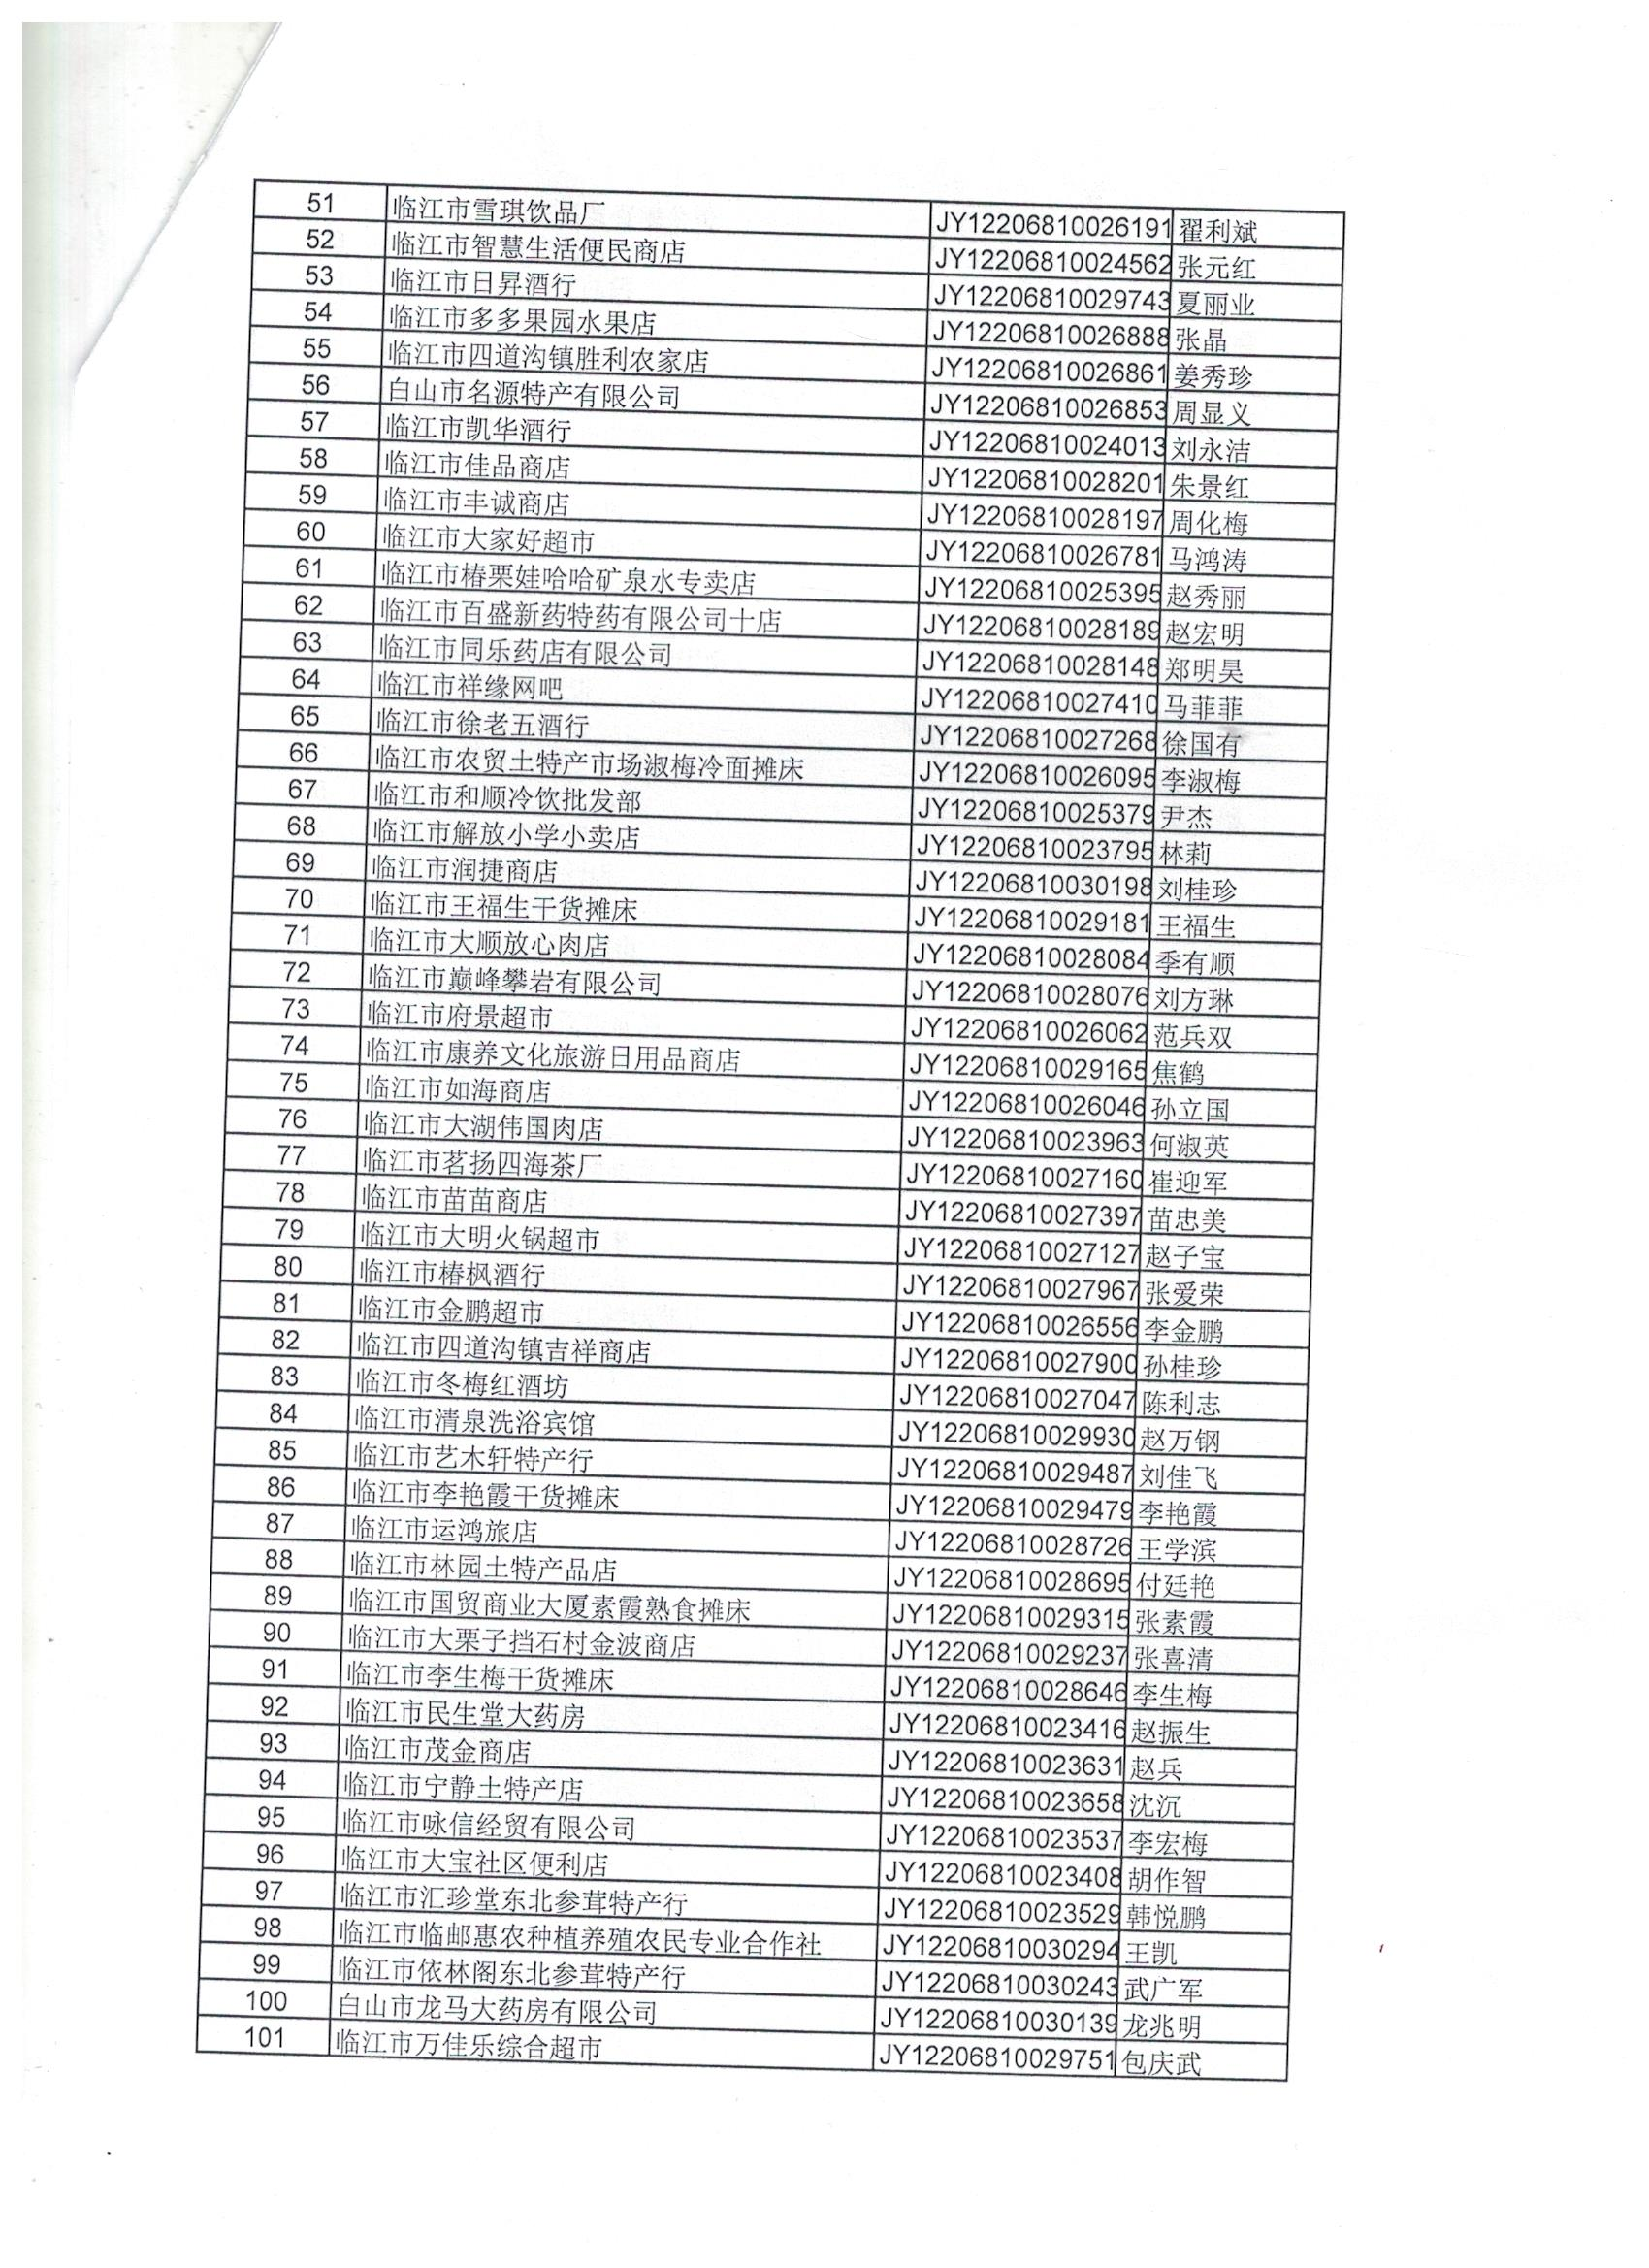 51 临江市雪琪饮品厂 JY12206810026191 翟利斌
52 临江市智慧生活便民商店 JY12206810024562 张元红
53 临江市日昇酒行 JY12206810029743 夏丽业
54 临江市多多果园水果店 JY12206810026888 张晶
55 临江市四道沟镇胜利农家店 JY12206810026861 姜秀珍
56 白山市名源特产有限公司 JY12206810026853 周显义
57 临江市凯华酒行 JY12206810024013 刘永洁
58 临江市佳品商店 JY12206810028201 朱景红
59 临江市丰诚商店 JY12206810028197 周化梅
60 临江市大家好超市 JY12206810026781 马鸿涛
61 临江市椿栗娃哈哈矿泉水专卖店 JY12206810025395 赵秀丽
62 临江市百盛新药特药有限公司十店 JY12206810028189 赵宏明
63 临江市同乐药店有限公司 JY12206810028148 郑明昊
64 临江市祥缘网吧 JY12206810027410 马菲菲
65 临江市徐老五酒行 JY12206810027268 徐国有
66 临江市农贸土特产市场淑梅冷面摊床 JY12206810026095 李淑梅
67 临江市和顺冷饮批发部 JY12206810025379 尹杰
68 临江市解放小学小卖店 JY12206810023795 林莉
69 临江市润捷商店 JY12206810030198 刘桂珍
70 临江市王福生干货摊床 JY12206810029181 王福生
71 临江市大顺放心肉店 JY12206810028084 季有顺
72 临江市巅峰攀岩有限公司 JY12206810028076 刘方琳
73 临江市府景超市 JY12206810026062 范兵双
74 临江市康养文化旅游日用品商店 JY12206810029165 焦鹤
75 临江市如海商店 JY12206810026046 孙立国
76 临江市大湖伟国肉店 JY12206810023963 何淑英
77 临江市茗扬四海茶厂 JY12206810027160 崔迎军
78 临江市苗苗商店 JY12206810027397 苗忠美
79 临江市大明火锅超市 JY12206810027127 赵子宝
80 临江市椿枫酒行 JY12206810027967 张爱荣
81 临江市金鹏超市 JY12206810026556 李金鹏
82 临江市四道沟镇吉祥商店 JY12206810027900 孙桂珍
83 临江市冬梅红酒坊 JY12206810027047 陈利志
84 临江市清泉洗浴宾馆 JY12206810029930 赵万钢
85 临江市艺木轩特产行 JY12206810029487 刘佳飞
86 临江市李艳霞干货摊床 JY12206810029479 李艳霞
87 临江市运鸿旅店 JY12206810028726 王学滨
88 临江市林园土特产品店 JY12206810028695 付廷艳
89 临江市国贸商业大厦素霞熟食摊床 JY12206810029315 张素霞
90 临江市大栗子挡石村金波商店 JY12206810029237 张喜清
91 临江市李生梅干货摊床 JY12206810028646 李生梅
92 临江市民生堂大药房 JY12206810023416 赵振生
93 临江市茂金商店 JY12206810023631 赵兵
94 临江市宁静土特产店 JY12206810023658 沈沉
95 临江市咏信经贸有限公司 JY12206810023537 李宏梅
96 临江市大宝社区便利店 JY12206810023408 胡作智
97 临江市汇珍堂东北参茸特产行 JY12206810023529 韩悦鹏
98 临江市临邮惠农种植养殖农民专业合作社 JY12206810030294 王凯
99 临江市依林阁东北参茸特产行 JY12206810030243 武广军
100 白山市龙马大药房有限公司 JY12206810030139 龙兆明
101 临江市万佳乐综合超市 JY12206810029751 包庆武